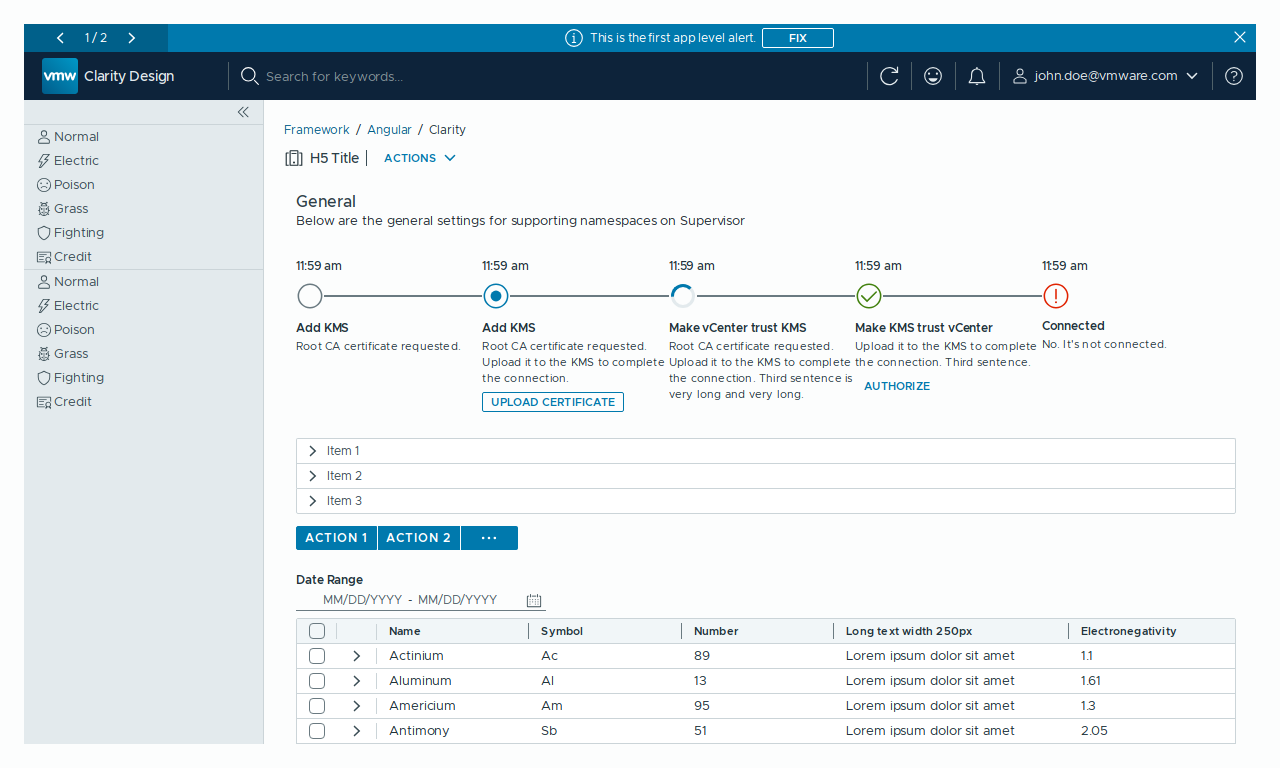 1 / 2
This is the first app level alert.
FIX
vmw
Clarity Design
Search for keywords...
john.doe@vmware.com
Normal
Electric
Poison
Grass
Fighting
Credit
Normal
Electric
Poison
Grass
Fighting
Credit
Framework / Angular / Clarity
H5 Title
ACTIONS
General
Below are the general settings for supporting namespaces on Supervisor
11:59 am
Add KMS
Root CA certificate requested.
11:59 am
Add KMS
Root CA certificate requested.
Upload it to the KMS to complete
the connection.
UPLOAD CERTIFICATE
11:59 am
Make vCenter trust KMS
Root CA certificate requested.
Upload it to the KMS to complete
the connection. Third sentence is
very long and very long.
11:59 am
Make KMS trust vCenter
Upload it to the KMS to complete
the connection. Third sentence.
AUTHORIZE
11:59 am
Connected
No. It's not connected.
Item 1
Item 2
Item 3
ACTION 1
ACTION 2
...
Date Range
MM/DD/YYYY - MM/DD/YYYY
Name Symbol Number Long text width 250px Electronegativity
Actinium Ac 89 Lorem ipsum dolor sit amet 1.1
Aluminum Al 13 Lorem ipsum dolor sit amet 1.61
Americium Am 95 Lorem ipsum dolor sit amet 1.3
Antimony Sb 51 Lorem ipsum dolor sit amet 2.05